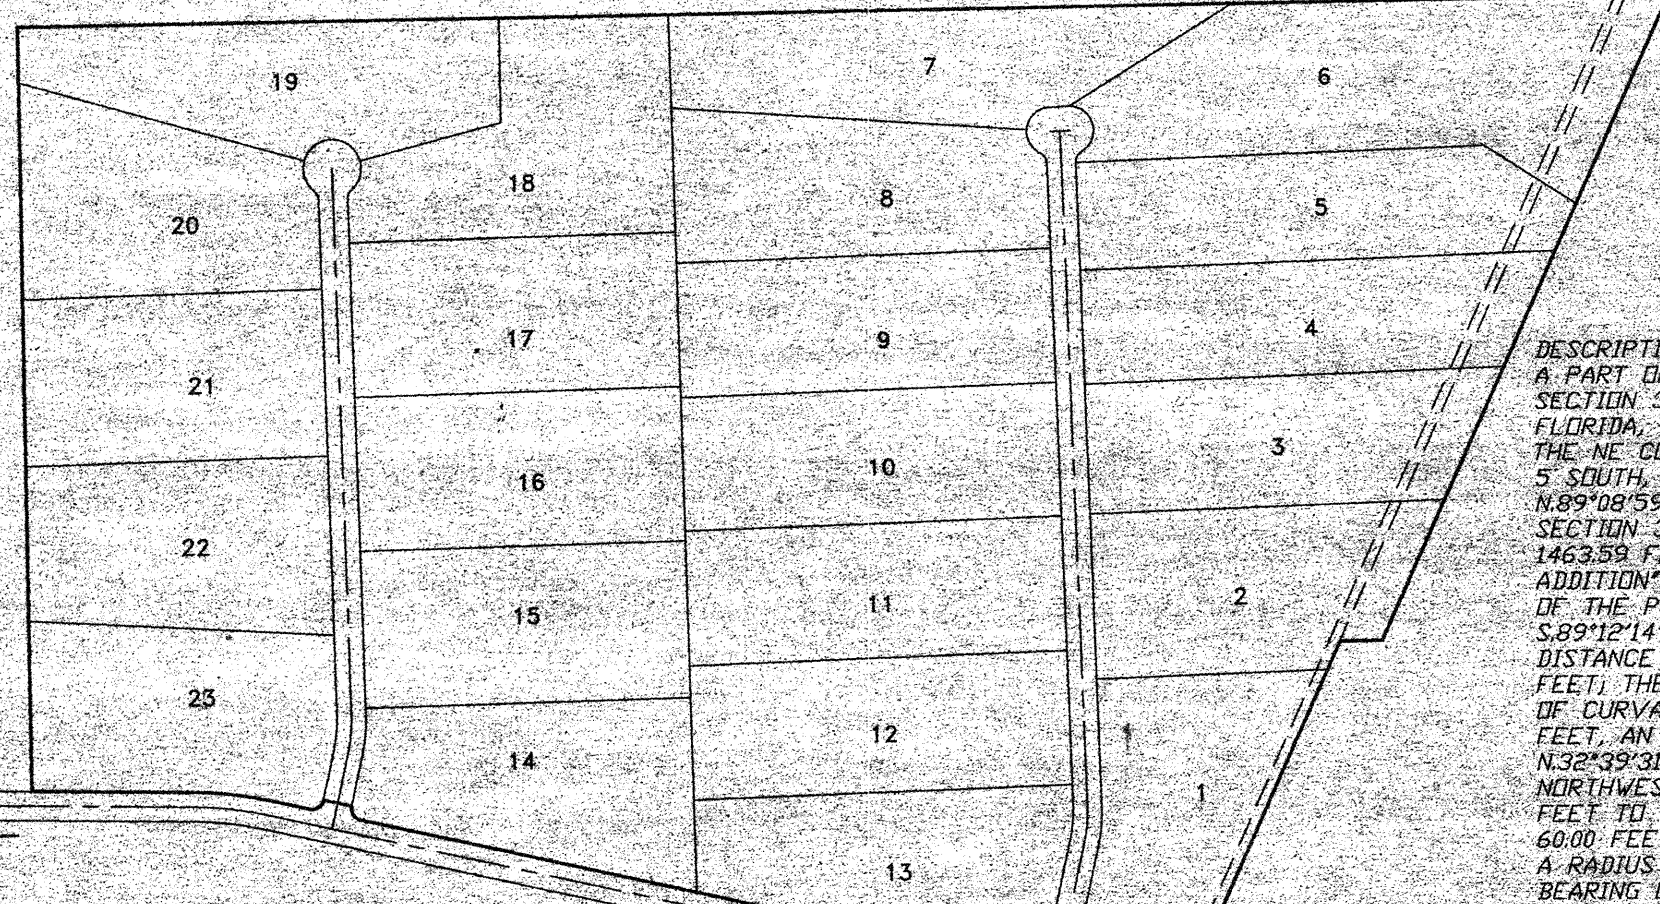 19
7
6
20
18
8
5
21
17
9
4
22
16
10
3
15
11
2
23
14
12
1
13
DESCRIPTI
A PART O
SECTION 3
FLORIDA,
THE NE CO
5 SOUTH,
N.89°08'59
SECTION 3
1463.59 F
ADDITION"
OF THE P
S.89°12'14
DISTANCE
FEET; THE
OF CURVA
FEET, AN
N.32°39'31
NORTHWES
FEET TO
60.00 FEE
A RADIUS
BEARING